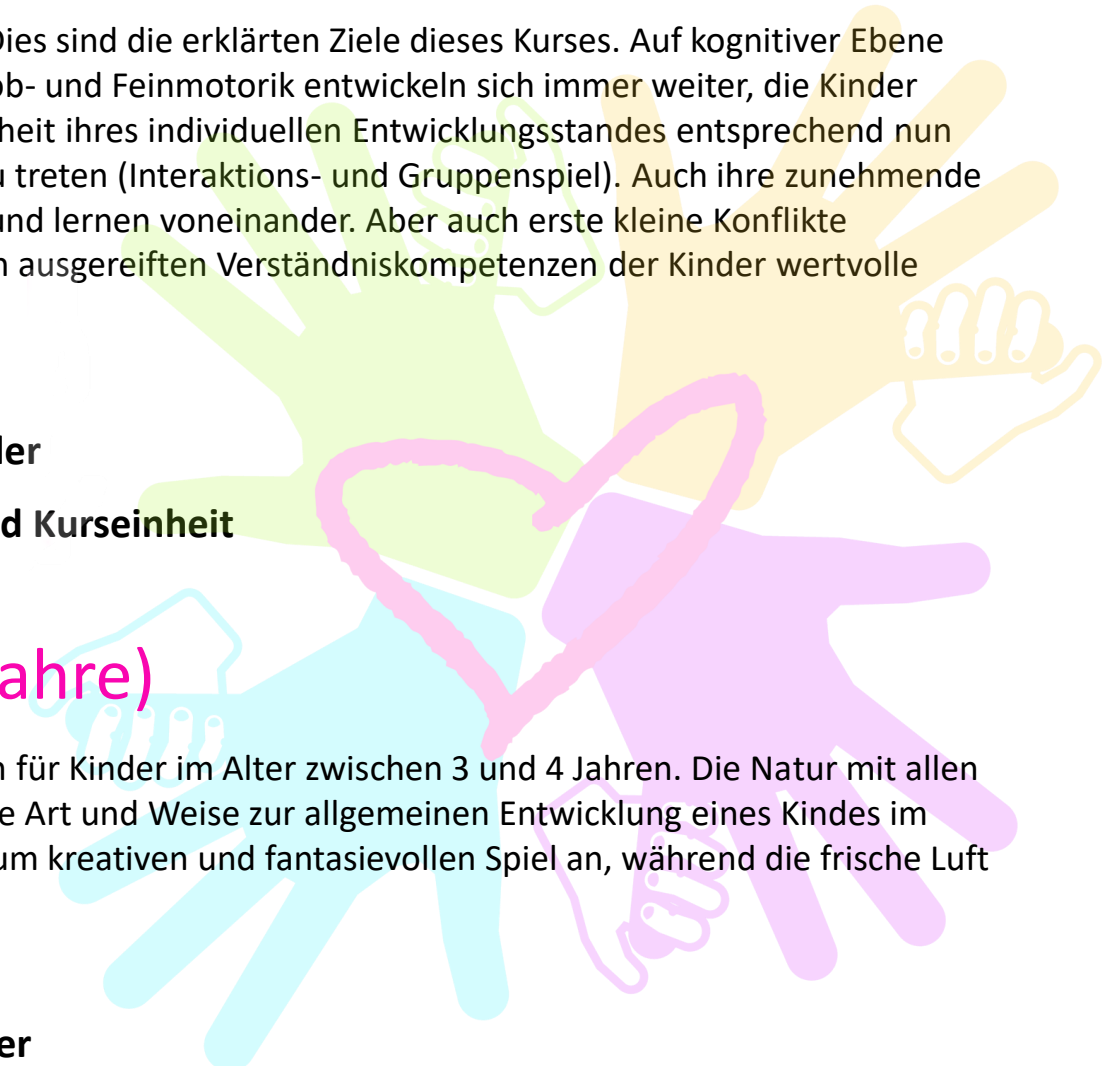 Dies sind die erklärten Ziele dieses Kurses. Auf kognitiver Ebene
ob- und Feinmotorik entwickeln sich immer weiter, die Kinder
heit ihres individuellen Entwicklungsstandes entsprechend nun
u treten (Interaktions- und Gruppenspiel). Auch ihre zunehmende
und lernen voneinander. Aber auch erste kleine Konflikte
n ausgereiften Verständniskompetenzen der Kinder wertvolle
der
d Kurseinheit
ahre)
n für Kinder im Alter zwischen 3 und 4 Jahren. Die Natur mit allen
e Art und Weise zur allgemeinen Entwicklung eines Kindes im
um kreativen und fantasievollen Spiel an, während die frische Luft
er